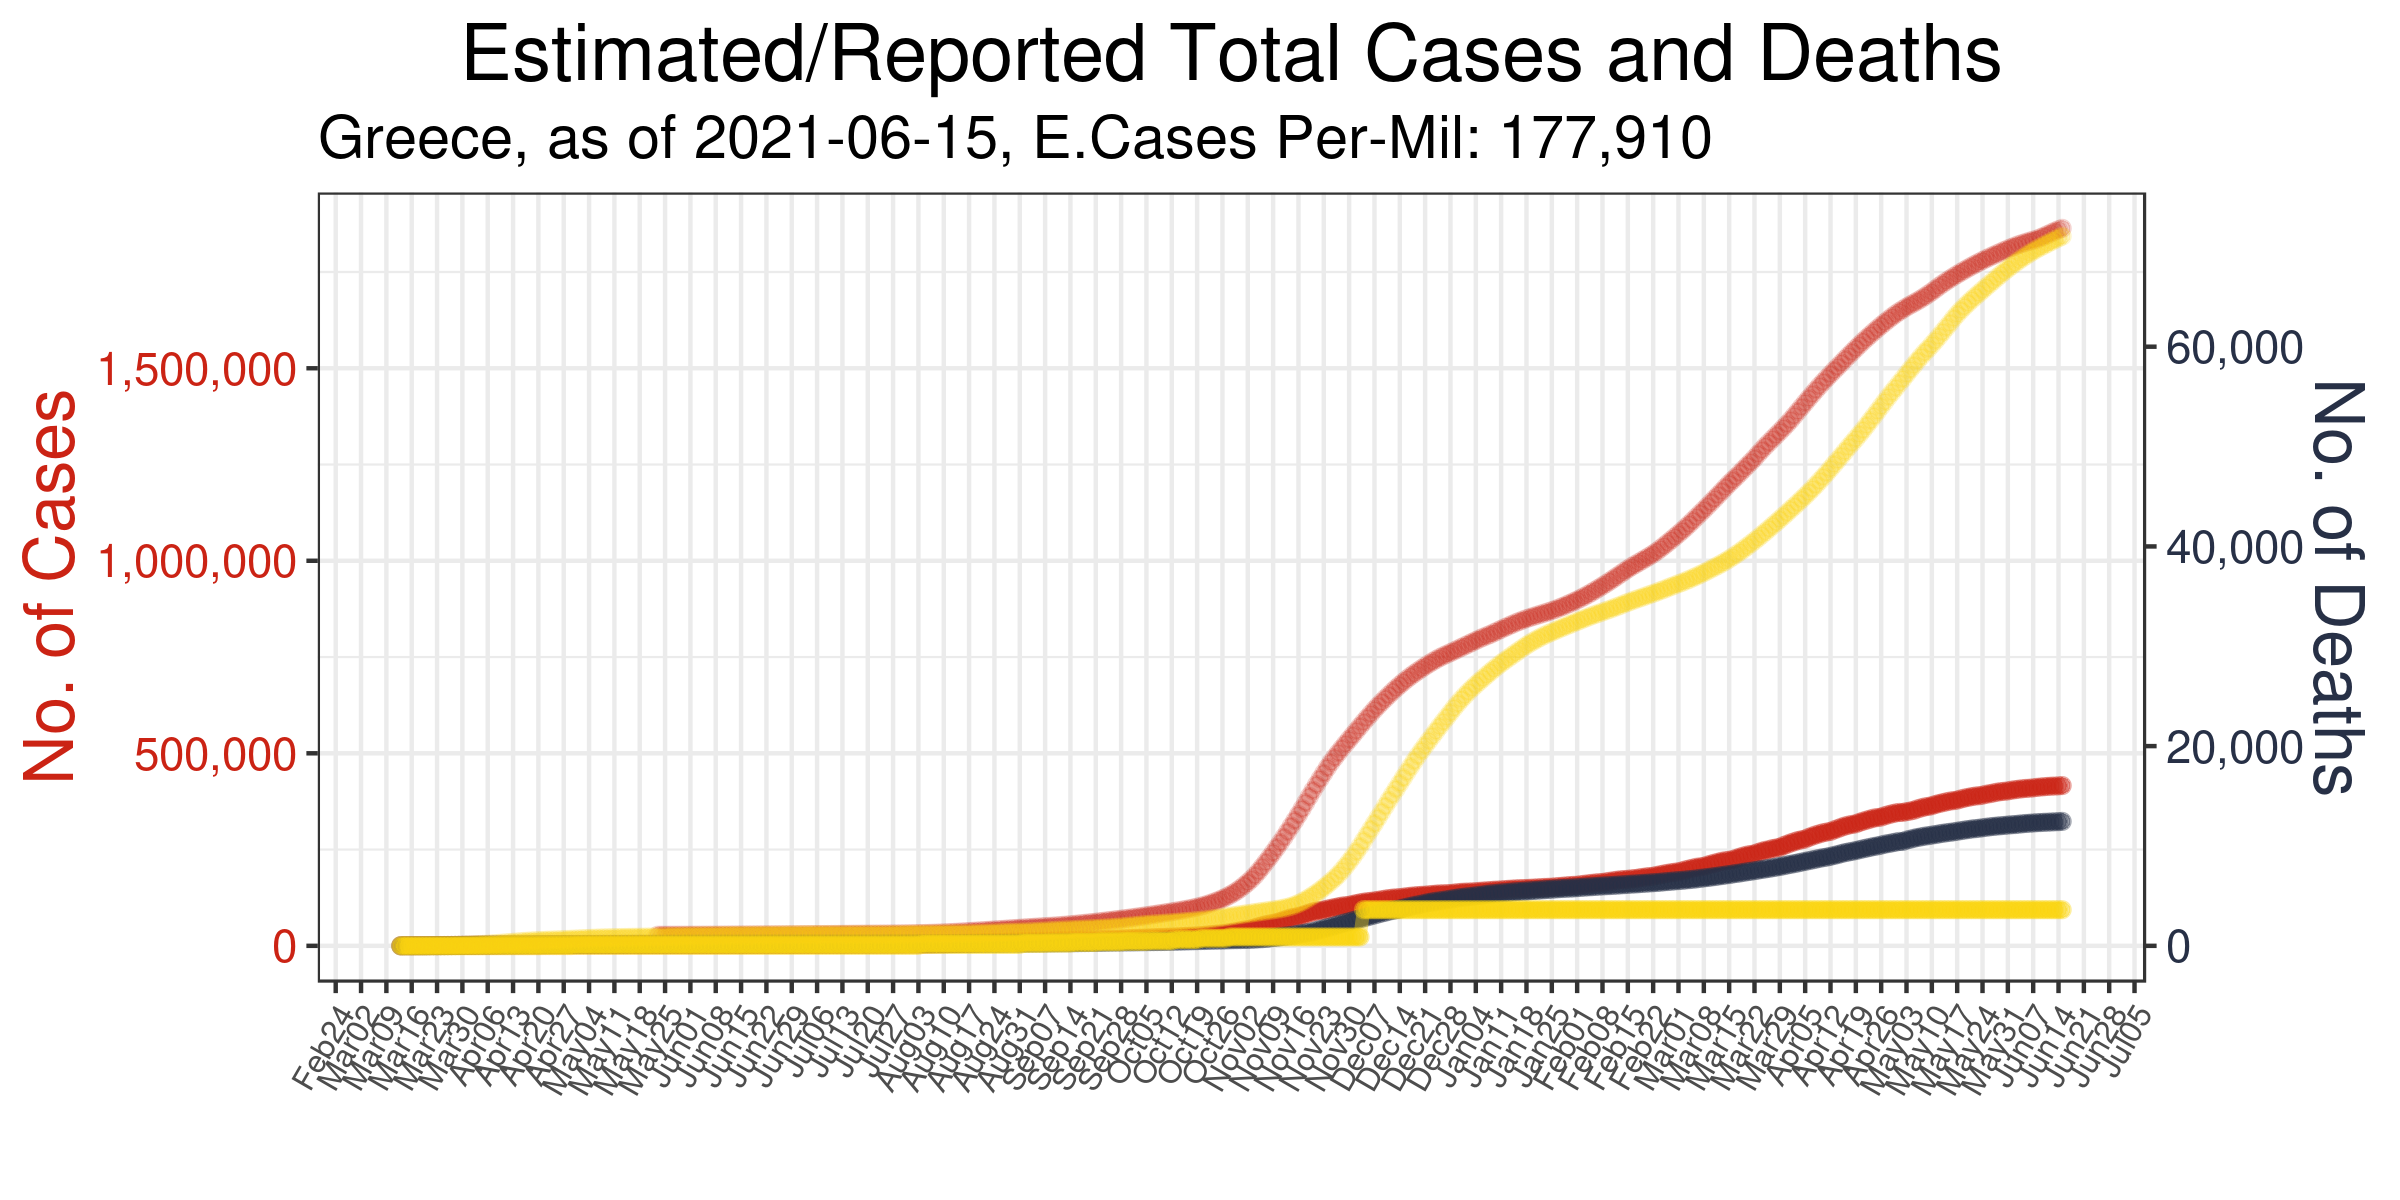 Estimated/Reported Total Cases and Deaths
Greece, as of 2021-06-15, E.Cases Per-Mil: 177,910
No. of Cases
1,500,000
1,000,000
500,000
0
60,000
40,000
20,000
0
No. of Deaths
Feb24
Mar02
Mar09
Mar16
Mar23
Mar30
Apr06
Apr13
Apr20
Apr27
May04
May11
May18
May25
Jun01
Jun08
Jun15
Jun22
Jun29
Jul06
Jul13
Jul20
Jul27
Aug03
Aug10
Aug17
Aug24
Aug31
Sep07
Sep14
Sep21
Sep28
Oct05
Oct12
Oct19
Oct26
Nov02
Nov09
Nov16
Nov23
Nov30
Dec07
Dec14
Dec21
Dec28
Jan04
Jan11
Jan18
Jan25
Feb01
Feb08
Feb15
Feb22
Mar01
Mar08
Mar15
Mar22
Mar29
Apr05
Apr12
Apr19
Apr26
May03
May10
May17
May24
May31
Jun07
Jun14
Jun21
Jun28
Jul05